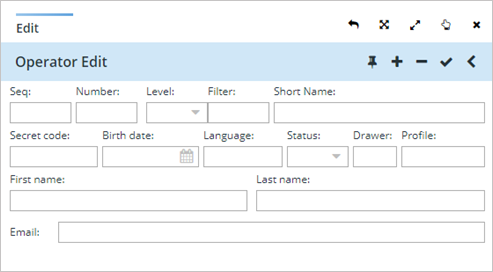 Edit
Operator Edit
Seq: Number: Level: Filter: Short Name:
Secret code: Birth date: Language: Status: Drawer: Profile:
First name: Last name:
Email: